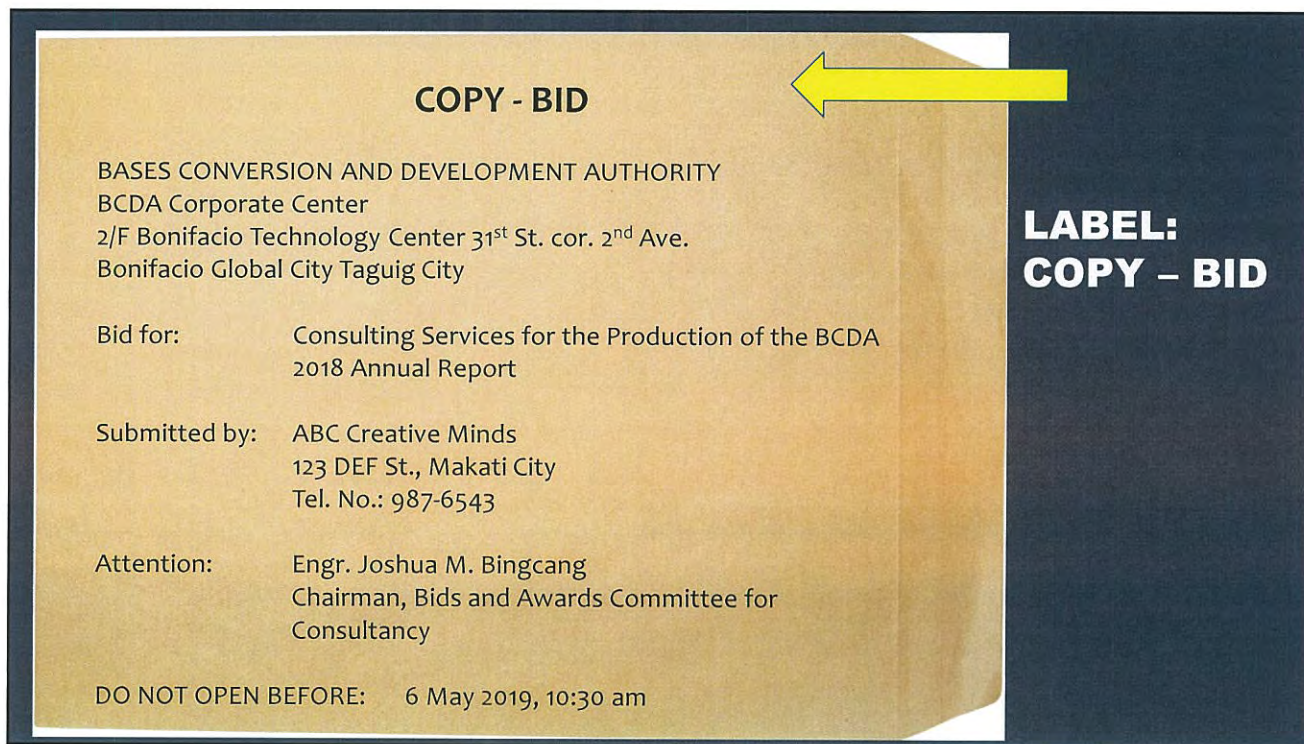 COPY - BID
BASES CONVERSION AND DEVELOPMENT AUTHORITY
BCDA Corporate Center
2/F Bonifacio Technology Center 31st St. cor. 2nd Ave.
Bonifacio Global City Taguig City
Bid for: Consulting Services for the Production of the BCDA
2018 Annual Report
Submitted by: ABC Creative Minds
123 DEF St., Makati City
Tel. No.: 987-6543
Attention: Engr. Joshua M. Bingcang
Chairman, Bids and Awards Committee for
Consultancy
DO NOT OPEN BEFORE: 6 May 2019, 10:30 am
LABEL:
COPY – BID